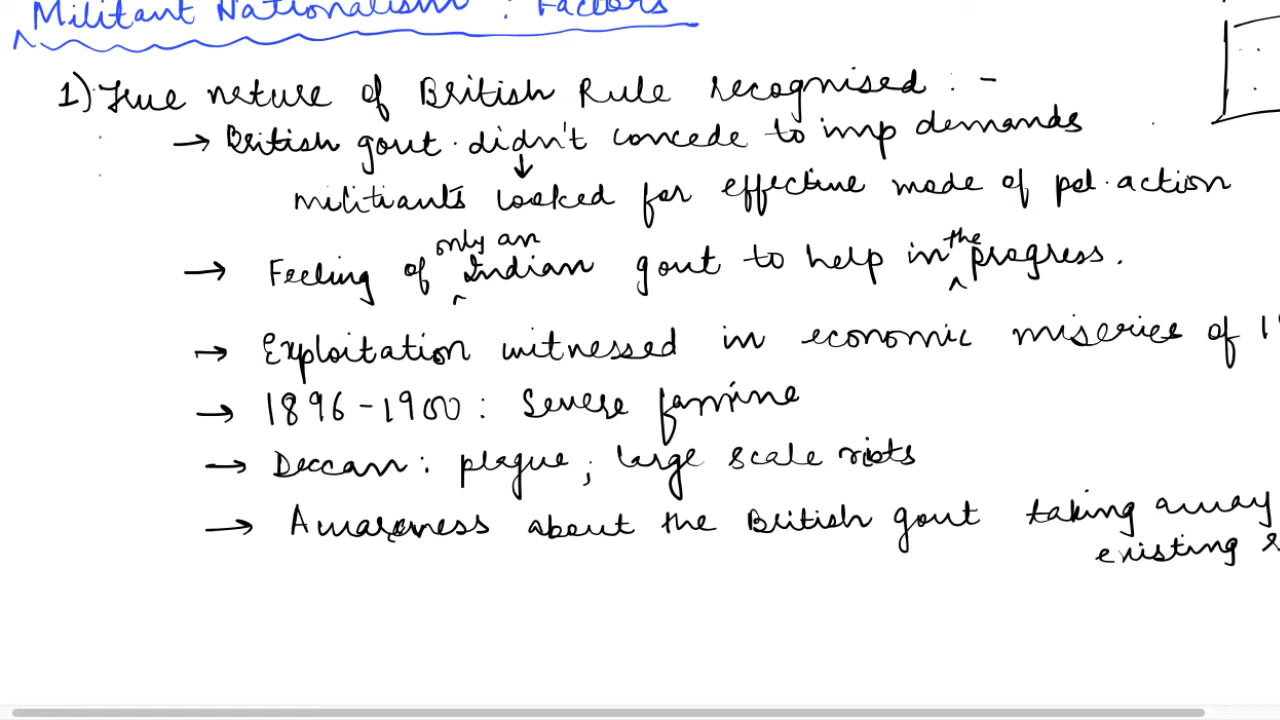 Militant Nationalism : Factors
1) True nature of British Rule recognised : -
→ British govt. didn't concede to imp demands
↓
militiants looked for effective mode of pol. action
→ Feeling of only an Indian govt to help in the progress.
→ Exploitation witnessed in economic miseries of
→ 1896-1900 : Severe famine
→ Deccan : plague ; large scale riots
→ Awareness about the British govt taking away
existing